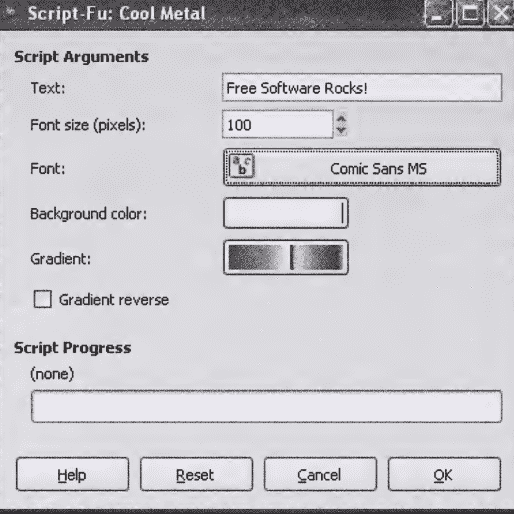 Script-Fu: Cool Metal
Script Arguments
Text: Free Software Rocks!
Font size (pixels): 100
Font: Comic Sans MS
Background color:
Gradient:
Gradient reverse
Script Progress
(none)
Help Reset Cancel OK